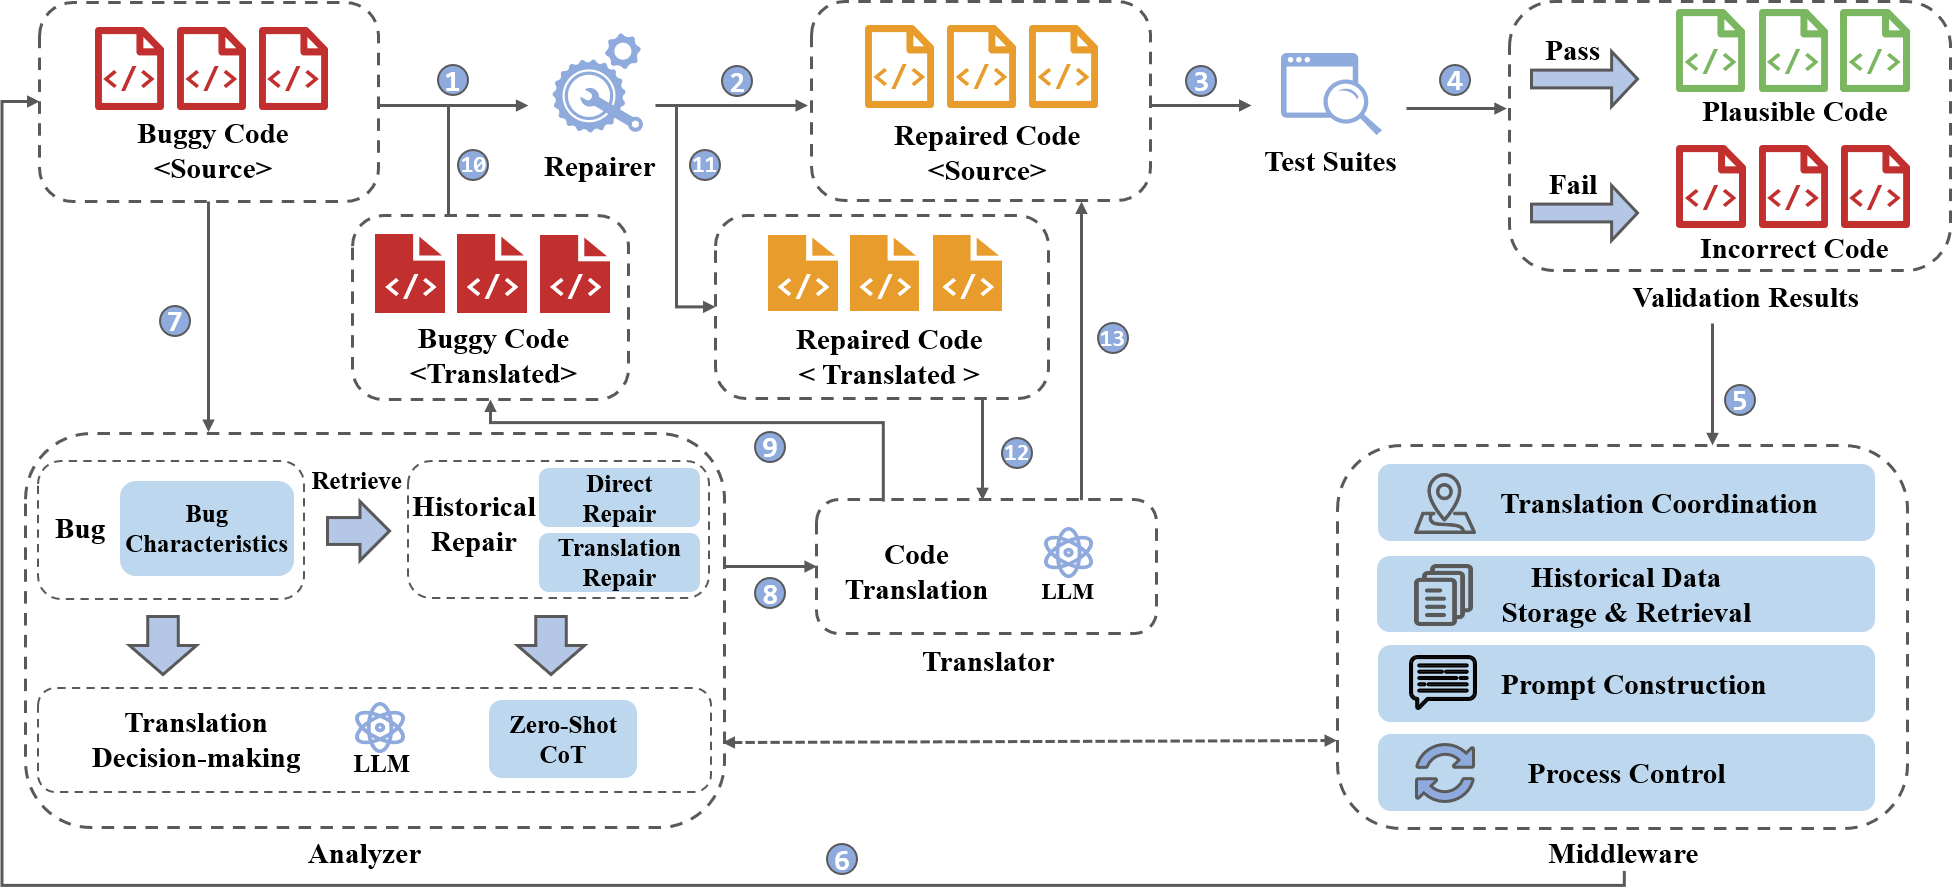 </>
</>
</>
Buggy Code
<Source>
1
Repairer
2
</>
</>
</>
Repaired Code
<Source>
3
Test Suites
4
Pass
</>
</>
</>
Plausible Code
Fail
</>
</>
</>
Incorrect Code
Validation Results
10
11
7
</>
</>
</>
Buggy Code
<Translated>
</>
</>
</>
Repaired Code
< Translated >
13
5
9
12
Bug
Bug
Characteristics
Retrieve
Historical
Repair
Direct
Repair
Translation
Repair
8
Code
Translation
LLM
Translator
Translation
Decision-making
LLM
Zero-Shot
CoT
Analyzer
Translation Coordination
Historical Data
Storage & Retrieval
Prompt Construction
Process Control
Middleware
6